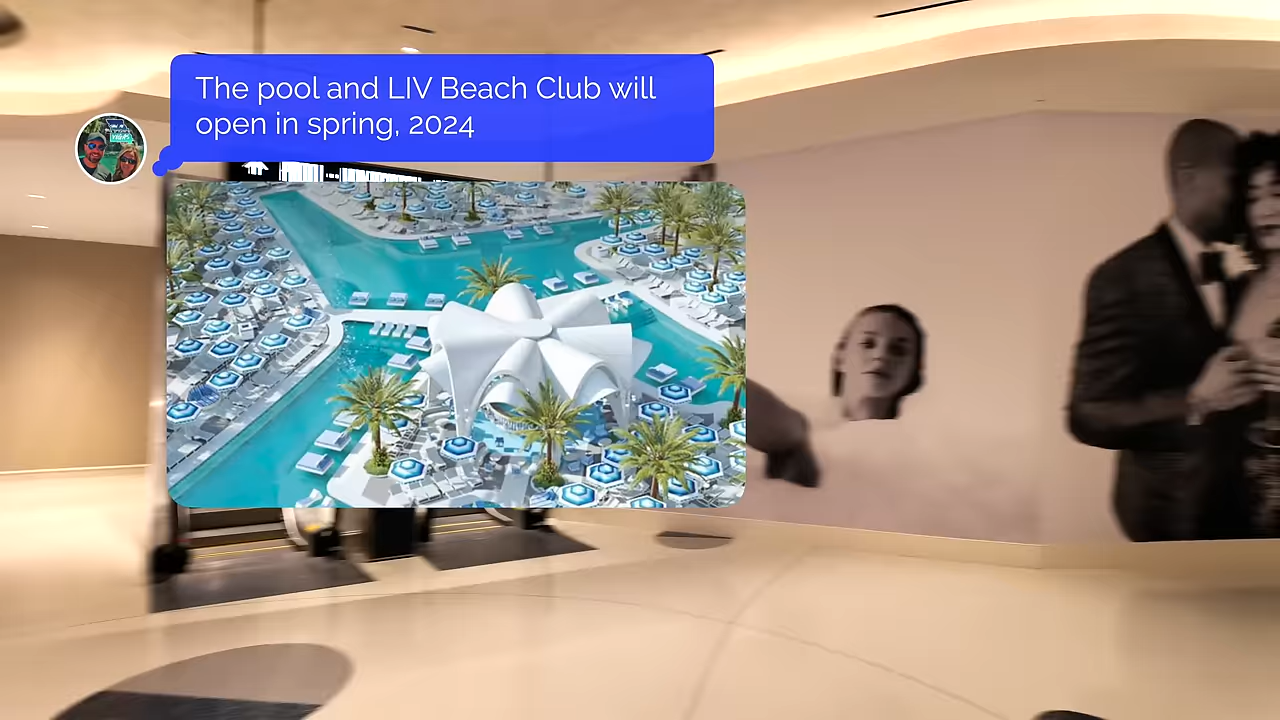 The pool and LIV Beach Club will
open in spring, 2024